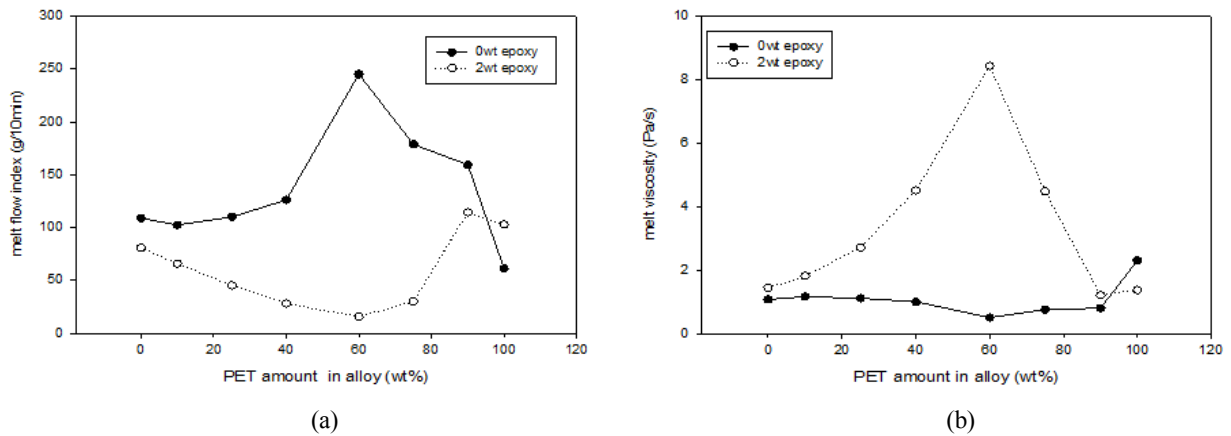 300
250
200
150
100
50
0
melt flow index (g/10min)
0wt epoxy
2wt epoxy
0 20 40 60 80 100 120
PET amount in alloy (wt%)
(a)
10
8
6
4
2
0
melt viscosity (Pa/s)
0wt epoxy
2wt epoxy
0 20 40 60 80 100 120
PET amount in alloy (wt%)
(b)